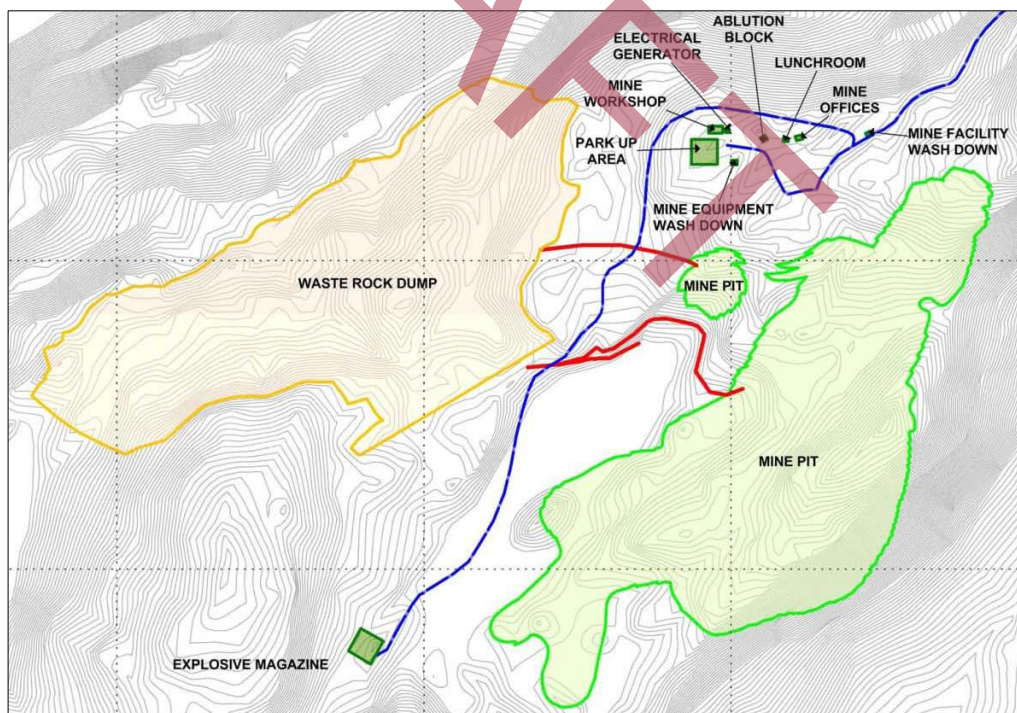 ABLUTION
BLOCK
ELECTRICAL
GENERATOR
LUNCHROOM
MINE
WORKSHOP
MINE
OFFICES
PARK UP
AREA
MINE FACILITY
WASH DOWN
MINE EQUIPMENT
WASH DOWN
WASTE ROCK DUMP
MINE PIT
MINE PIT
EXPLOSIVE MAGAZINE